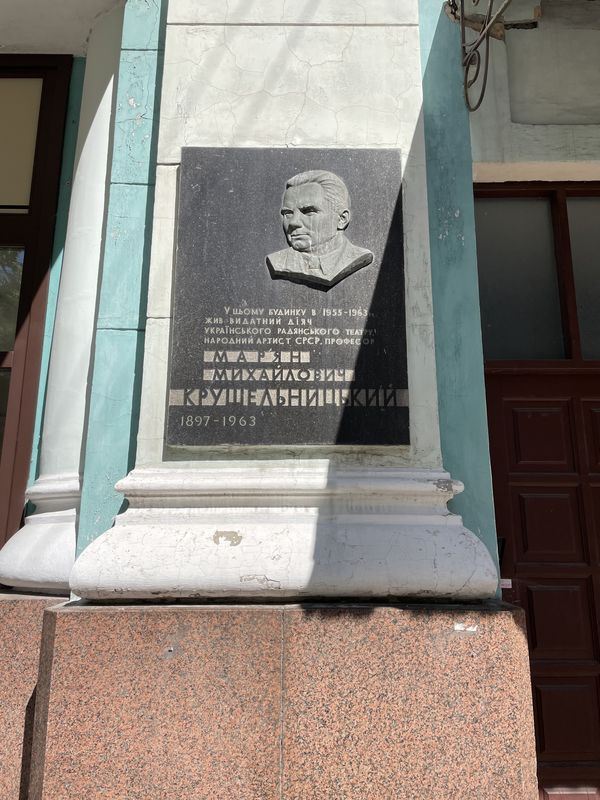 У ЦЬОМУ БУДИНКУ В 1955-1963
ЖИВ ВИДАТНИЙ ДІЯЧ
УКРАЇНСЬКОГО РАДЯНСЬКОГО ТЕАТРУ,
НАРОДНИЙ АРТИСТ СРСР, ПРОФЕСОР
МАР'ЯН
МИХАЙЛОВИЧ
КРУШЕЛЬНИЦЬКИЙ
1897-1963